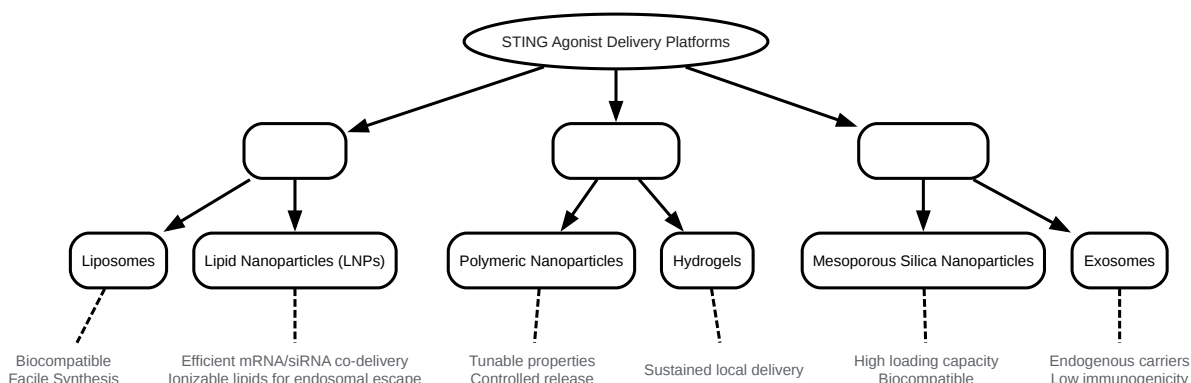 STING Agonist Delivery Platforms
Liposomes
Lipid Nanoparticles (LNPs)
Polymeric Nanoparticles
Hydrogels
Mesoporous Silica Nanoparticles
Exosomes
Biocompatible
Facile Synthesis
Efficient mRNA/siRNA co-delivery
Ionizable lipids for endosomal escape
Tunable properties
Controlled release
Sustained local delivery
High loading capacity
Biocompatible
Endogenous carriers
Low immunogenicity